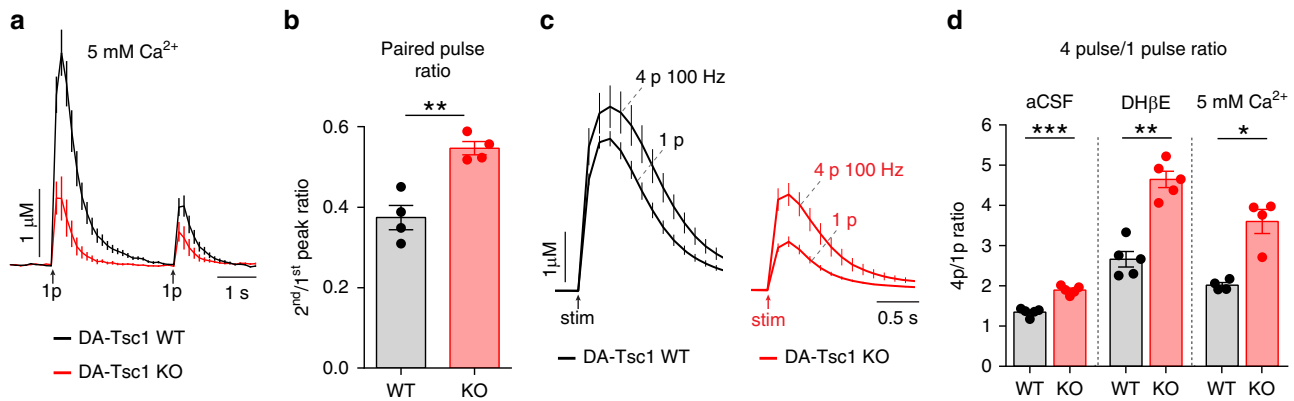 a
5 mM Ca²⁺
1 μM
1p
1p
1 s
DA-Tsc1 WT
DA-Tsc1 KO
b
Paired pulse
ratio
**
2ⁿᵈ/1ˢᵗ peak ratio
0.6
0.4
0.2
0.0
WT
KO
c
4 p 100 Hz
1 p
1μM
stim
DA-Tsc1 WT
4 p 100 Hz
1 p
stim
0.5 s
DA-Tsc1 KO
d
4 pulse/1 pulse ratio
aCSF
DHβE
5 mM Ca²⁺
***
**
*
4p/1p ratio
6
5
4
3
2
1
0
WT
KO
WT
KO
WT
KO